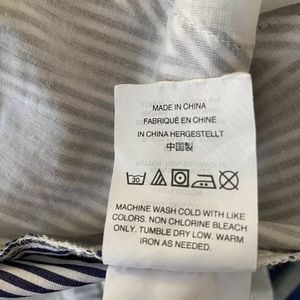 MADE IN CHINA
FABRIQUÉ EN CHINE
IN CHINA HERGESTELLT
中国製
30
MACHINE WASH COLD WITH LIKE
COLORS. NON CHLORINE BLEACH
ONLY. TUMBLE DRY LOW. WARM
IRON AS NEEDED.